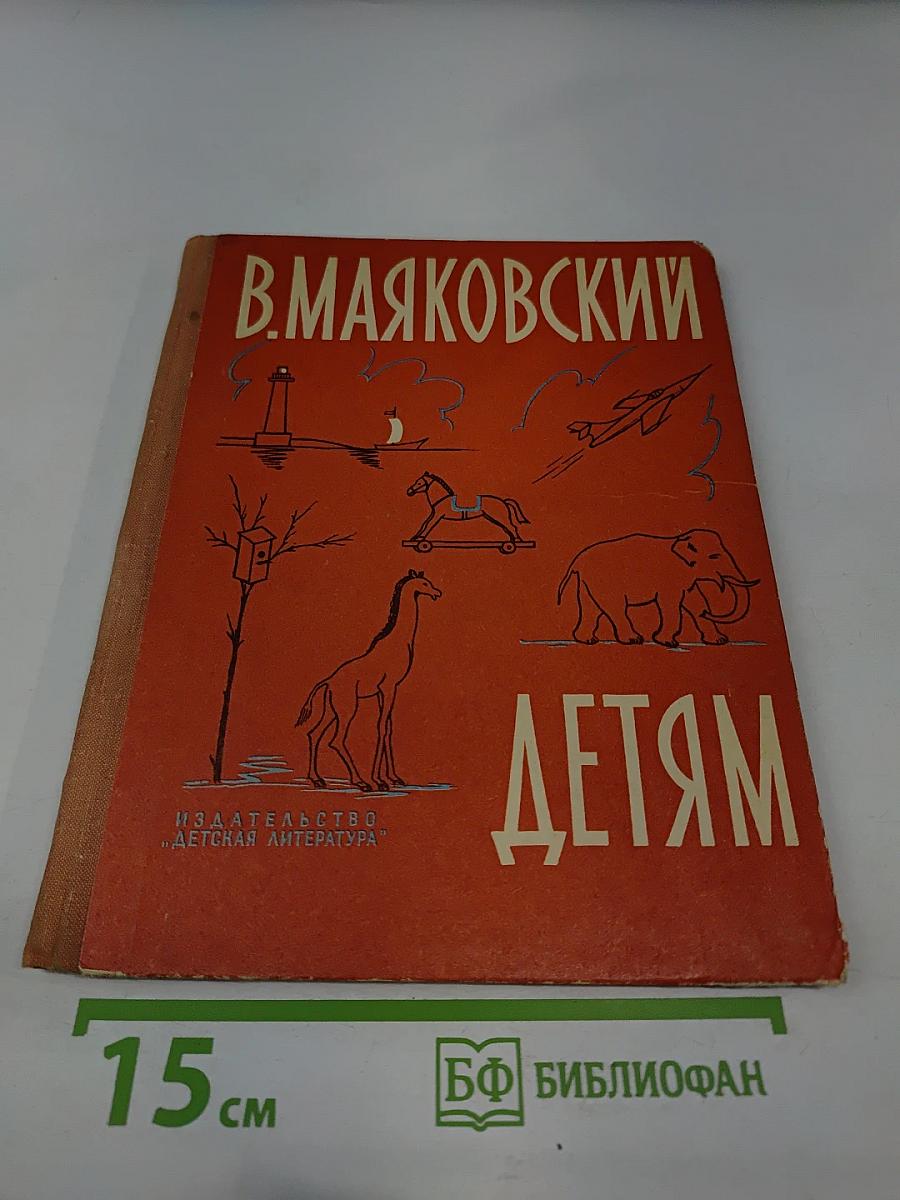 В.МАЯКОВСКИЙ
ДЕТЯМ
ИЗДАТЕЛЬСТВО
„ДЕТСКАЯ ЛИТЕРАТУРА"
15 см
БФ БИБЛИОФАН